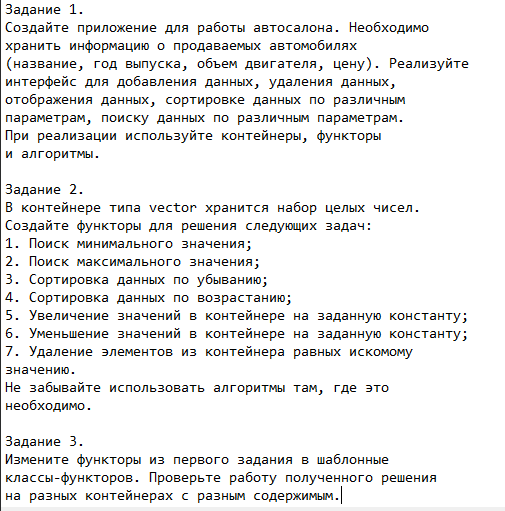 Задание 1.
Создайте приложение для работы автосалона. Необходимо
хранить информацию о продаваемых автомобилях
(название, год выпуска, объем двигателя, цену). Реализуйте
интерфейс для добавления данных, удаления данных,
отображения данных, сортировке данных по различным
параметрам, поиску данных по различным параметрам.
При реализации используйте контейнеры, функторы
и алгоритмы.

Задание 2.
В контейнере типа vector хранится набор целых чисел.
Создайте функторы для решения следующих задач:
1. Поиск минимального значения;
2. Поиск максимального значения;
3. Сортировка данных по убыванию;
4. Сортировка данных по возрастанию;
5. Увеличение значений в контейнере на заданную константу;
6. Уменьшение значений в контейнере на заданную константу;
7. Удаление элементов из контейнера равных искомому
значению.
Не забывайте использовать алгоритмы там, где это
необходимо.

Задание 3.
Измените функторы из первого задания в шаблонные
классы-функторов. Проверьте работу полученного решения
на разных контейнерах с разным содержимым.